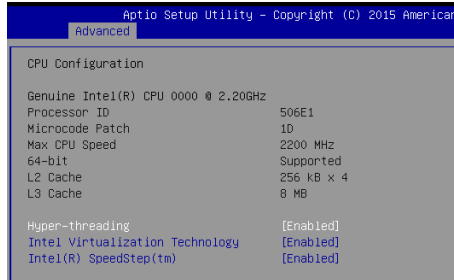 Aptio Setup Utility – Copyright (C) 2015 American
Advanced
CPU Configuration
Genuine Intel(R) CPU 0000 @ 2.20GHz
Processor ID 506E1
Microcode Patch 1D
Max CPU Speed 2200 MHz
64-bit Supported
L2 Cache 256 kB x 4
L3 Cache 8 MB
Hyper-threading [Enabled]
Intel Virtualization Technology [Enabled]
Intel(R) SpeedStep(tm) [Enabled]